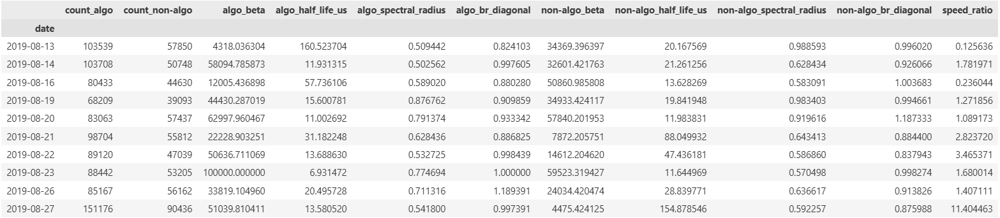 count_algo count_non-algo algo_beta algo_half_life_us algo_spectral_radius algo_br_diagonal non-algo_beta non-algo_half_life_us non-algo_spectral_radius non-algo_br_diagonal speed_ratio
date
2019-08-13 103539 57850 4318.036304 160.523704 0.509442 0.824103 34369.396397 20.167569 0.988593 0.996020 0.125636
2019-08-14 103708 50748 58094.785873 11.931315 0.502562 0.997605 32601.421763 21.261256 0.628434 0.926066 1.781971
2019-08-16 80433 44630 12005.436898 57.736106 0.589020 0.880280 50860.985808 13.628269 0.583091 1.003683 0.236044
2019-08-19 68209 39093 44430.287019 15.600781 0.876762 0.909859 34933.424117 19.841948 0.983403 0.994661 1.271856
2019-08-20 83063 57437 62997.960467 11.002692 0.791374 0.933342 57840.201953 11.983831 0.919616 1.187333 1.089173
2019-08-21 98704 55812 22228.903251 31.182248 0.628436 0.886825 7872.205751 88.049932 0.643413 0.884400 2.823720
2019-08-22 89120 47039 50636.711069 13.688630 0.532725 0.998439 14612.204620 47.436181 0.586860 0.837943 3.465371
2019-08-23 88442 53205 100000.000000 6.931472 0.774694 1.000000 59523.319427 11.644969 0.570498 0.998274 1.680014
2019-08-26 85167 56162 33819.104960 20.495728 0.711316 1.189391 24034.420474 28.839771 0.636617 0.913826 1.407111
2019-08-27 151176 90436 51039.810411 13.580520 0.541800 0.997391 4475.424125 154.878546 0.592257 0.875988 11.404463